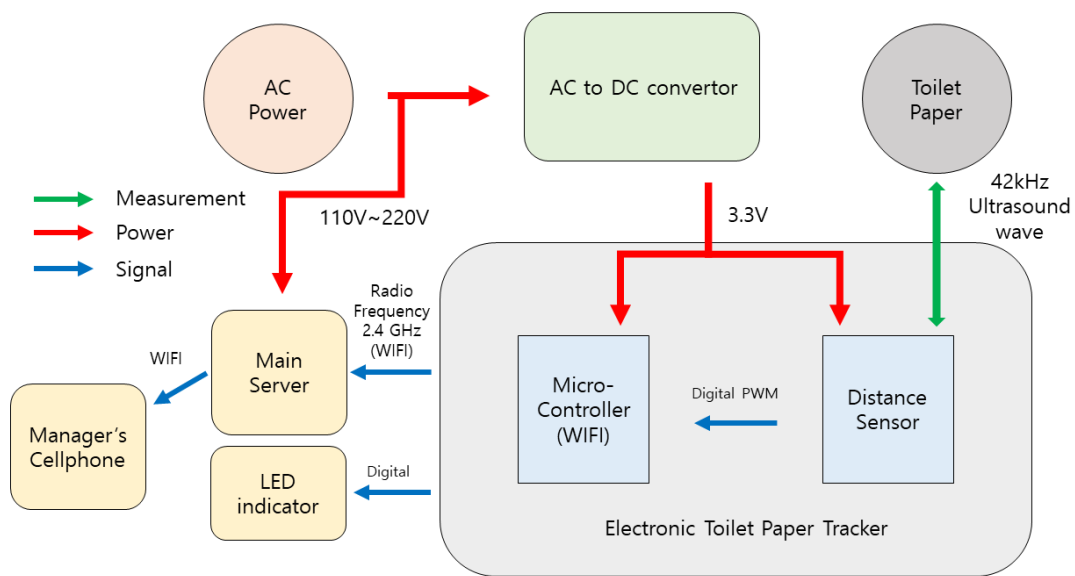 AC
Power
AC to DC convertor
Toilet
Paper
Measurement
Power
Signal
110V~220V
3.3V
42kHz
Ultrasound
wave
Radio
Frequency
2.4 GHz
(WIFI)
WIFI
Main
Server
Manager's
Cellphone
LED
indicator
Digital
Micro-
Controller
(WIFI)
Digital PWM
Distance
Sensor
Electronic Toilet Paper Tracker